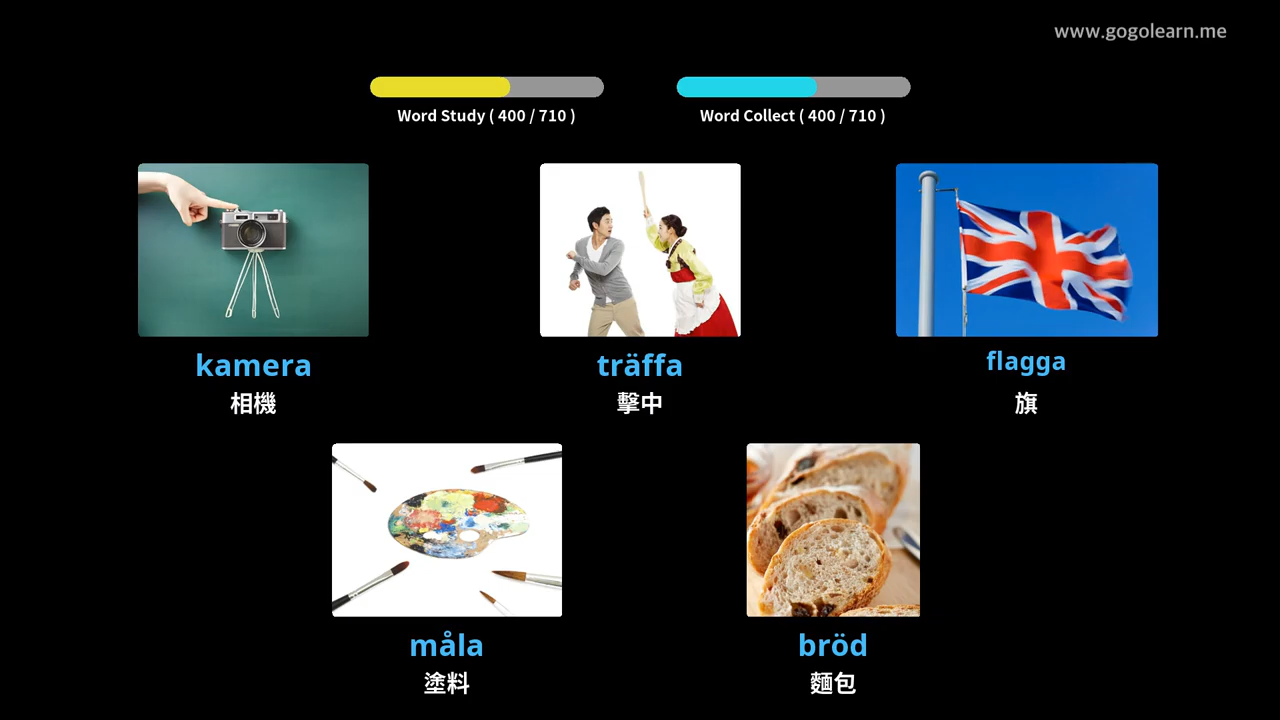 www.gogolearn.me
Word Study ( 400 / 710 )
Word Collect ( 400 / 710 )
kamera
相機
träffa
擊中
flagga
旗
måla
塗料
bröd
麵包